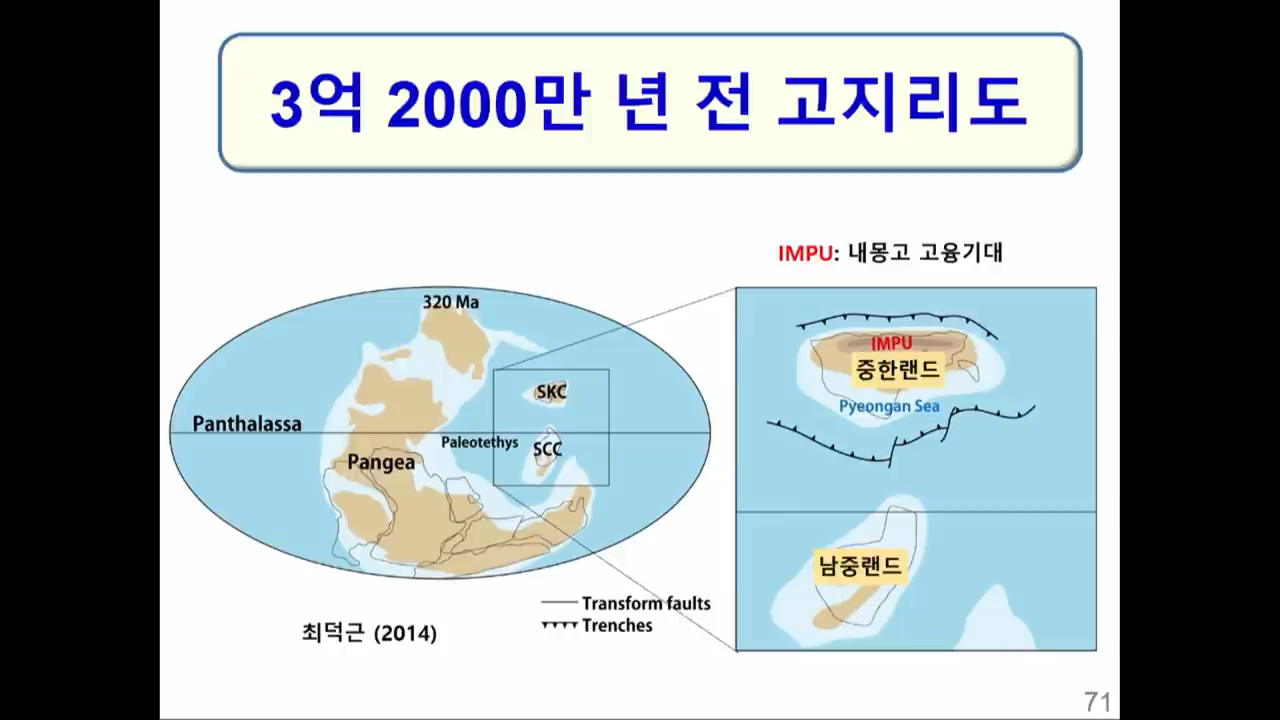 3억 2000만 년 전 고지리도
IMPU: 내몽고 고융기대
320 Ma
Panthalassa
Pangea
Paleotethys
SKC
SCC
IMPU
중한랜드
Pyeongan Sea
남중랜드
Transform faults
Trenches
최덕근 (2014)
71